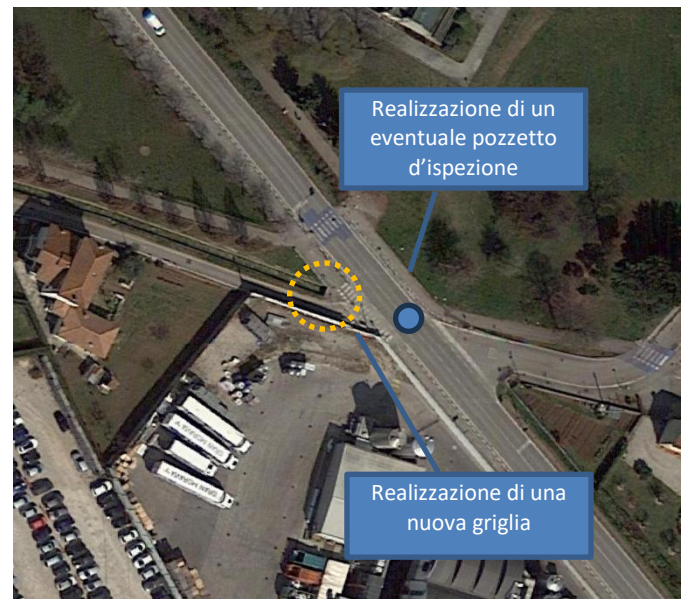 Realizzazione di un
eventuale pozzetto
d’ispezione
Realizzazione di una
nuova griglia